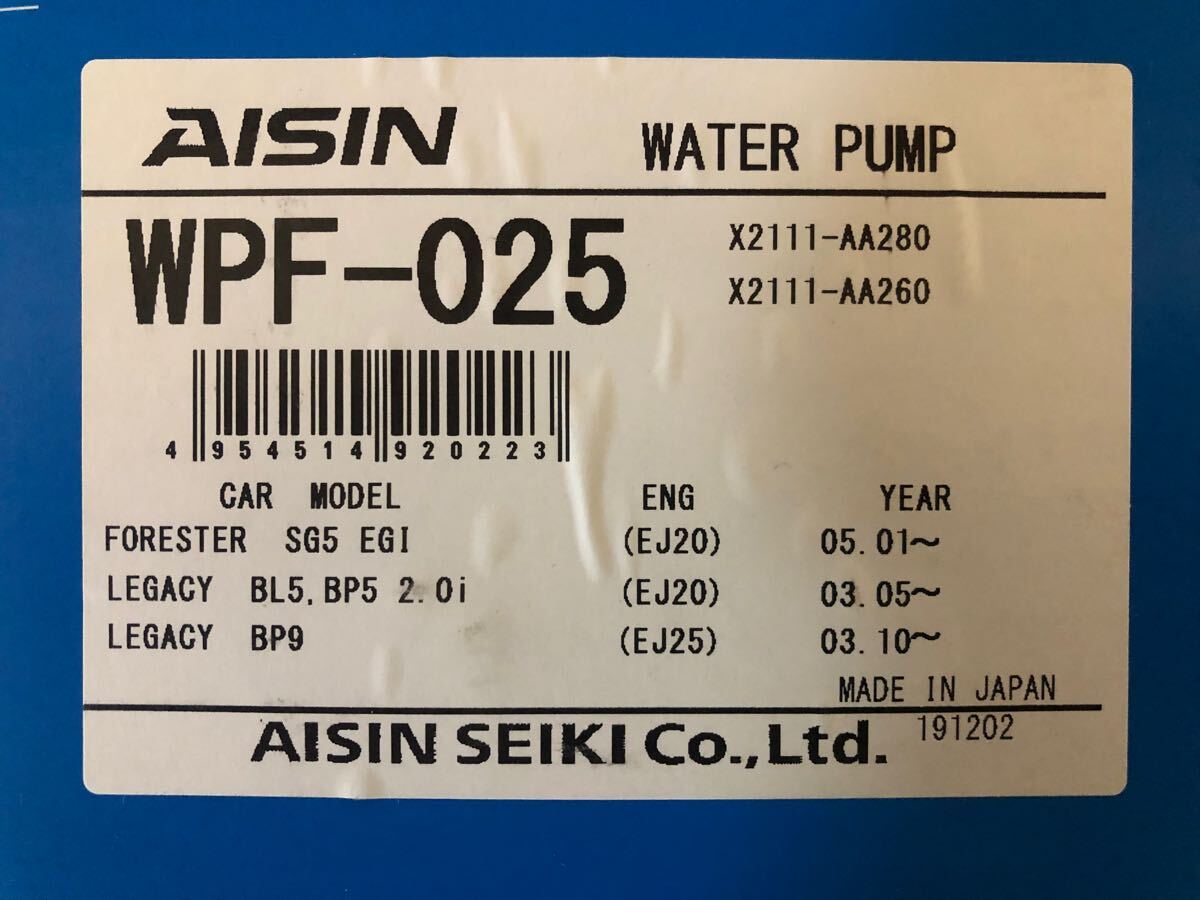 AISIN WATER PUMP
WPF-025 X2111-AA280
X2111-AA260
4 954514 920223
CAR MODEL ENG YEAR
FORESTER SG5 EGI (EJ20) 05.01~
LEGACY BL5,BP5 2.0i (EJ20) 03.05~
LEGACY BP9 (EJ25) 03.10~
MADE IN JAPAN
AISIN SEIKI Co.,Ltd. 191202